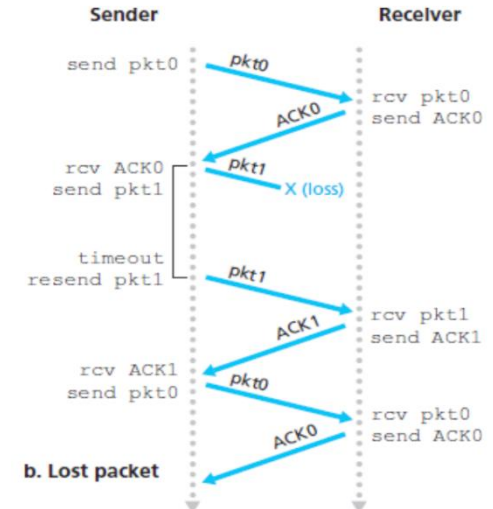 Sender
Receiver
send pkt0
pkt0
rcv pkt0
send ACK0
ACK0
rcv ACK0
send pkt1
pkt1
X (loss)
timeout
resend pkt1
pkt1
rcv pkt1
send ACK1
ACK1
rcv ACK1
send pkt0
pkt0
rcv pkt0
send ACK0
ACK0
b. Lost packet